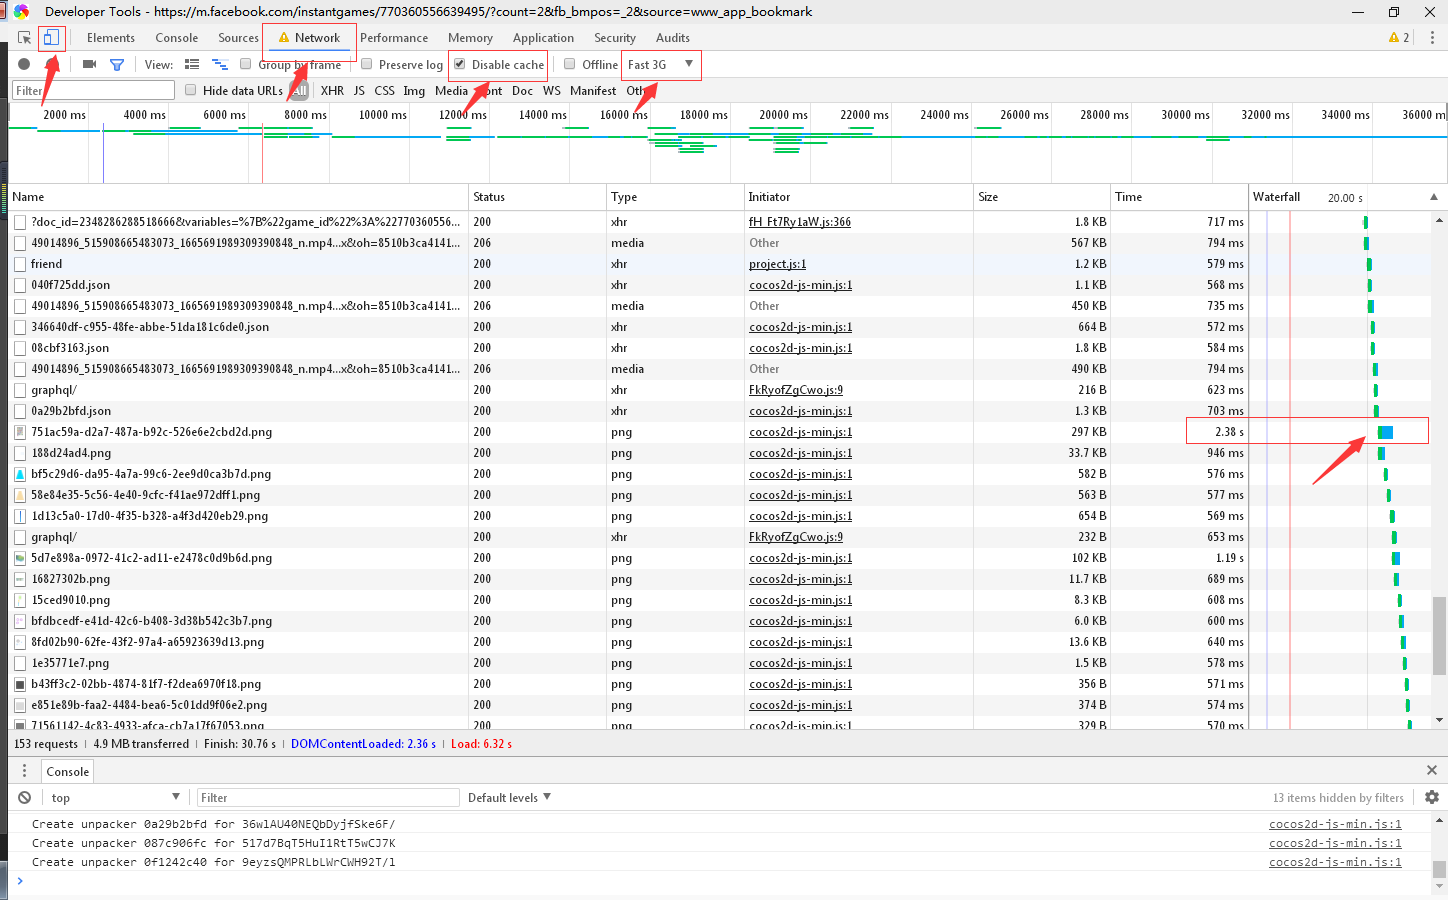 Developer Tools - https://m.facebook.com/instantgames/770360556639495/?count=2&fb_bmpos=_2&source=www_app_bookmark
Elements Console Sources Network Performance Memory Application Security Audits 2
View: Group by frame Preserve log Disable cache Offline Fast 3G
Filter Hide data URLs All XHR JS CSS Img Media Font Doc WS Manifest Oth
2000 ms 4000 ms 6000 ms 8000 ms 10000 ms 12000 ms 14000 ms 16000 ms 18000 ms 20000 ms 22000 ms 24000 ms 26000 ms 28000 ms 30000 ms 32000 ms 34000 ms 36000 m
Name Status Type Initiator Size Time Waterfall 20.00 s
?doc_id=2348286288518666&variables=%7B%22game_id%22%3A%22770360556... 200 xhr fH_Ft7Ry1aW.js:366 1.8 KB 717 ms
49014896_515908665483073_1665691989309390848_n.mp4...x&oh=8510b3ca4141... 206 media Other 567 KB 794 ms
friend 200 xhr project.js:1 1.2 KB 579 ms
040f725dd.json 200 xhr cocos2d-js-min.js:1 1.1 KB 568 ms
49014896_515908665483073_1665691989309390848_n.mp4...x&oh=8510b3ca4141... 206 media Other 450 KB 735 ms
346640df-c955-48fe-abbe-51da181c6de0.json 200 xhr cocos2d-js-min.js:1 664 B 572 ms
08cbf3163.json 200 xhr cocos2d-js-min.js:1 1.8 KB 584 ms
49014896_515908665483073_1665691989309390848_n.mp4...x&oh=8510b3ca4141... 206 media Other 490 KB 794 ms
graphql/ 200 xhr FkRyofZgCwo.js:9 216 B 623 ms
0a29b2bfd.json 200 xhr cocos2d-js-min.js:1 1.3 KB 703 ms
751ac59a-d2a7-487a-b92c-526e6e2cbd2d.png 200 png cocos2d-js-min.js:1 297 KB 2.38 s
188d24ad4.png 200 png cocos2d-js-min.js:1 33.7 KB 946 ms
bf5c29d6-da95-4a7a-99c6-2ee9d0ca3b7d.png 200 png cocos2d-js-min.js:1 582 B 576 ms
58e84e35-5c56-4e40-9cfc-f41ae972dff1.png 200 png cocos2d-js-min.js:1 563 B 577 ms
1d13c5a0-17d0-4f35-b328-a4f3d420eb29.png 200 png cocos2d-js-min.js:1 654 B 569 ms
graphql/ 200 xhr FkRyofZgCwo.js:9 232 B 653 ms
5d7e898a-0972-41c2-ad11-e2478c0d9b6d.png 200 png cocos2d-js-min.js:1 102 KB 1.19 s
16827302b.png 200 png cocos2d-js-min.js:1 11.7 KB 689 ms
15ced9010.png 200 png cocos2d-js-min.js:1 8.3 KB 608 ms
bfdbcedf-e41d-42c6-b408-3d38b542c3b7.png 200 png cocos2d-js-min.js:1 6.0 KB 600 ms
8fd02b90-62fe-43f2-97a4-a65923639d13.png 200 png cocos2d-js-min.js:1 13.6 KB 640 ms
1e35771e7.png 200 png cocos2d-js-min.js:1 1.5 KB 578 ms
b43ff3c2-02bb-4874-81f7-f2dea6970f18.png 200 png cocos2d-js-min.js:1 356 B 571 ms
e851e89b-faa2-4484-bea6-5c01dd9f06e2.png 200 png cocos2d-js-min.js:1 374 B 574 ms
71561142-4c83-4933-afca-cb7a17f67053.png 200 png cocos2d-js-min.js:1 329 B 570 ms
153 requests | 4.9 MB transferred | Finish: 30.76 s | DOMContentLoaded: 2.36 s | Load: 6.32 s
Console
top Filter Default levels 13 items hidden by filters
Create unpacker 0a29b2bfd for 36wlAU40NEQbDyjfSke6F/ cocos2d-js-min.js:1
Create unpacker 087c906fc for 517d7BqT5HuI1RtT5wCJ7K cocos2d-js-min.js:1
Create unpacker 0f1242c40 for 9eyzsQMPRLbLWrCWH92T/l cocos2d-js-min.js:1